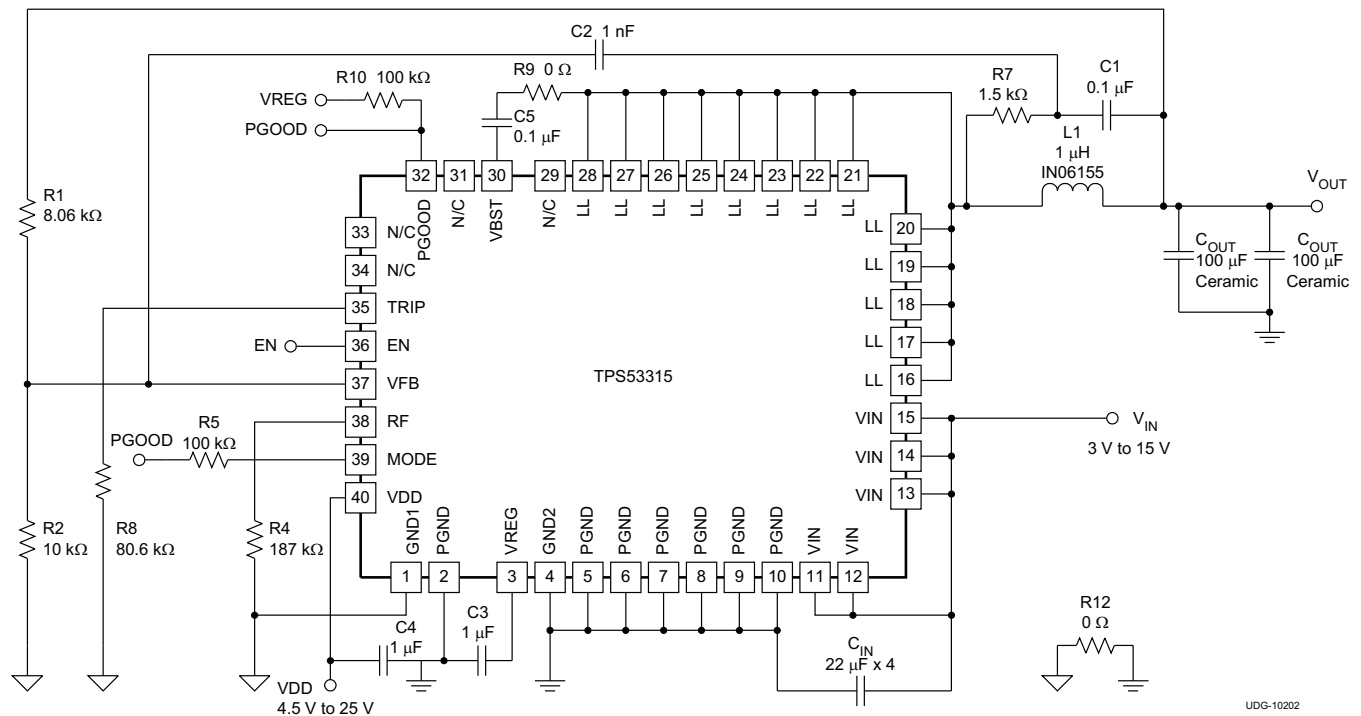 C2 1 nF
R10 100 kΩ
VREG
PGOOD
R9 0 Ω
C5
0.1 μF
R7
1.5 kΩ
C1
0.1 μF
L1
1 μH
IN06155
VOUT
COUT
100 μF
Ceramic
COUT
100 μF
Ceramic
R1
8.06 kΩ
32
31
30
29
28
27
26
25
24
23
22
21
PGOOD
N/C
VBST
N/C
LL
LL
LL
LL
LL
LL
LL
LL
33 N/C
34 N/C
35 TRIP
EN
36 EN
37 VFB
38 RF
39 MODE
40 VDD
TPS53315
LL 20
LL 19
LL 18
LL 17
LL 16
VIN 15
VIN 14
VIN 13
VIN
3 V to 15 V
PGOOD
R5
100 kΩ
R2
10 kΩ
R8
80.6 kΩ
R4
187 kΩ
GND1
PGND
VREG
GND2
PGND
PGND
PGND
PGND
PGND
PGND
VIN
VIN
1
2
3
4
5
6
7
8
9
10
11
12
C4
1 μF
C3
1 μF
CIN
22 μF x 4
R12
0 Ω
VDD
4.5 V to 25 V
UDG-10202